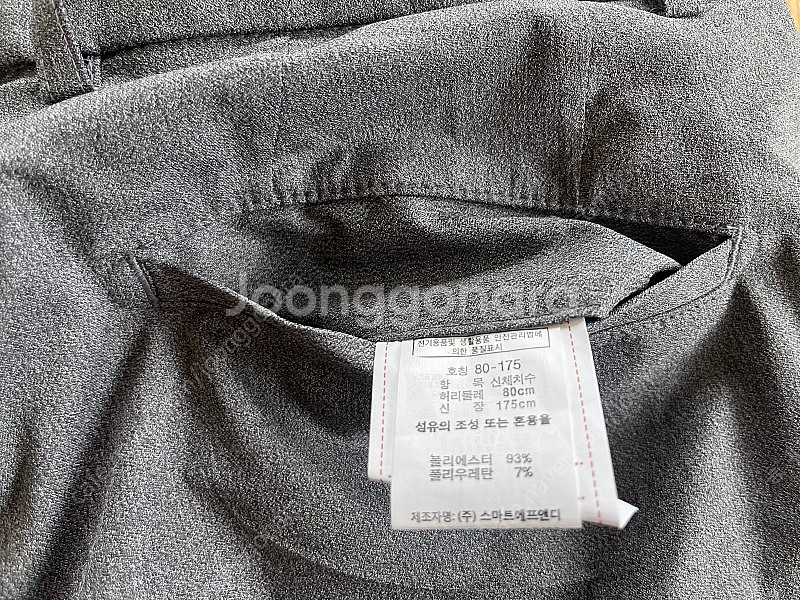 Joonggonara
전기용품및 생활용품 안전관리법에
의한 품질표시
호칭 80-175
항 목 신체치수
허리둘레 80cm
신 장 175cm
섬유의 조성 또는 혼용율
폴리에스터 93%
폴리우레탄 7%
제조자명: (주) 스마트에프앤디